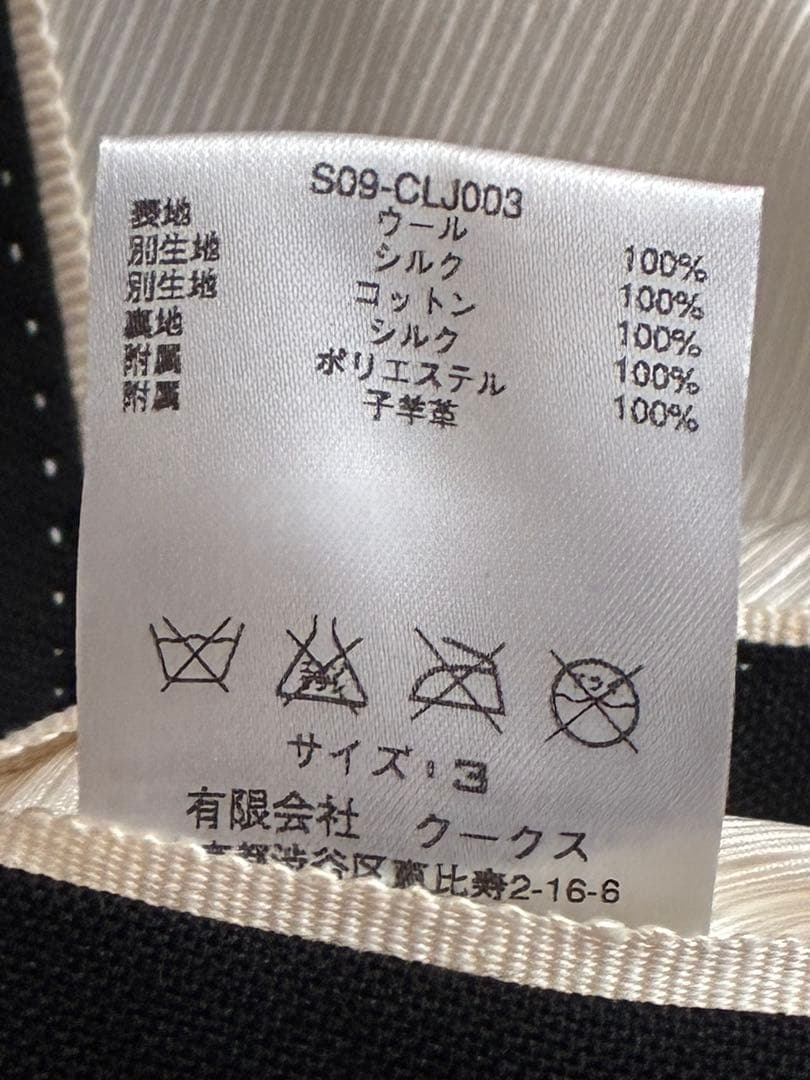 S09-CLJ003
表地 ウール
別生地 シルク 100%
別生地 コットン 100%
裏地 シルク 100%
附属 ポリエステル 100%
附属 子羊革 100%
サイズ:3
有限会社 クークス
京都渋谷区恵比寿2-16-6